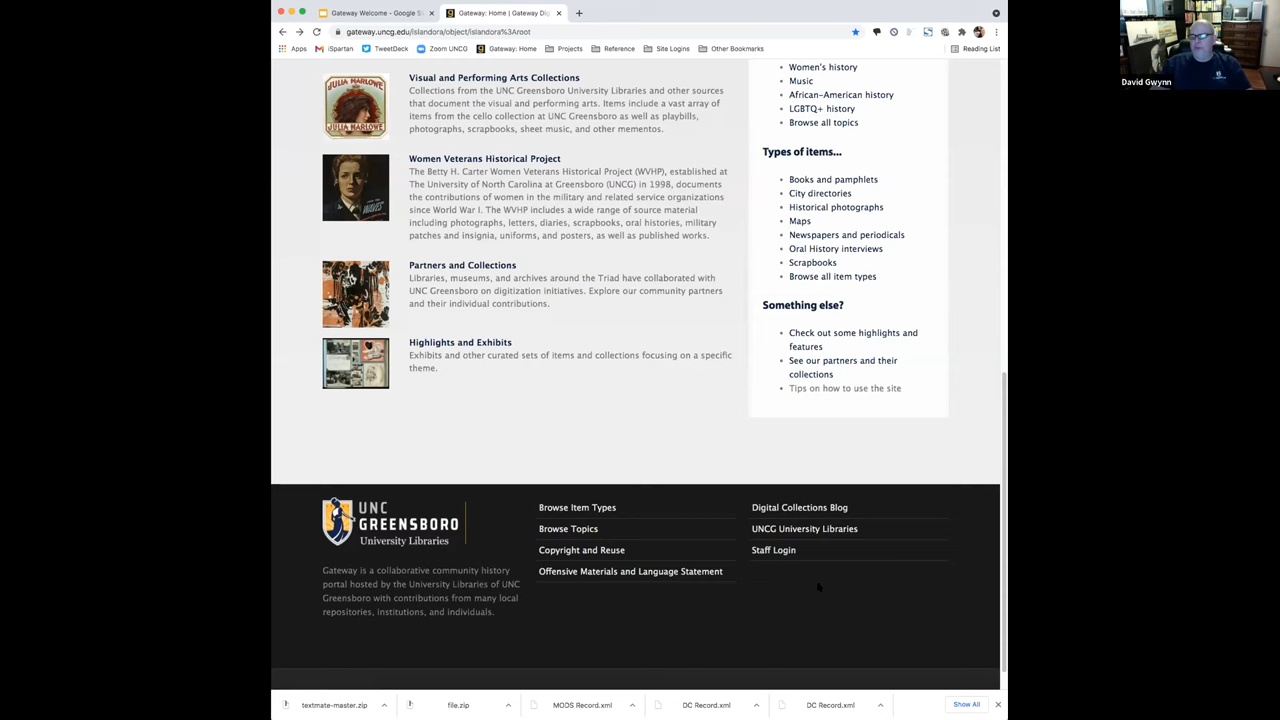 Gateway Welcome - Google Sl
Gateway: Home | Gateway Dig
gateway.uncg.edu/islandora/object/islandora%3Aroot
Apps
iSpartan
TweetDeck
Zoom UNCG
Gateway: Home
Projects
Reference
Site Logins
Other Bookmarks
Reading List
David Gwynn
JULIA MARLOWE
JULIA MARLOWE
Visual and Performing Arts Collections
Collections from the UNC Greensboro University Libraries and other sources
that document the visual and performing arts. Items include a vast array of
items from the cello collection at UNC Greensboro as well as playbills,
photographs, scrapbooks, sheet music, and other mementos.
WAVES
Women Veterans Historical Project
The Betty H. Carter Women Veterans Historical Project (WVHP), established at
The University of North Carolina at Greensboro (UNCG) in 1998, documents
the contributions of women in the military and related service organizations
since World War I. The WVHP includes a wide range of source material
including photographs, letters, diaries, scrapbooks, oral histories, military
patches and insignia, uniforms, and posters, as well as published works.
Partners and Collections
Libraries, museums, and archives around the Triad have collaborated with
UNC Greensboro on digitization initiatives. Explore our community partners
and their individual contributions.
Highlights and Exhibits
Exhibits and other curated sets of items and collections focusing on a specific
theme.
Women's history
Music
African-American history
LGBTQ+ history
Browse all topics
Types of items...
Books and pamphlets
City directories
Historical photographs
Maps
Newspapers and periodicals
Oral History interviews
Scrapbooks
Browse all item types
Something else?
Check out some highlights and
features
See our partners and their
collections
Tips on how to use the site
UNC
GREENSBORO
University Libraries
Gateway is a collaborative community history
portal hosted by the University Libraries of UNC
Greensboro with contributions from many local
repositories, institutions, and individuals.
Browse Item Types
Browse Topics
Copyright and Reuse
Offensive Materials and Language Statement
Digital Collections Blog
UNCG University Libraries
Staff Login
textmate-master.zip
file.zip
MODS Record.xml
DC Record.xml
DC Record.xml
Show All